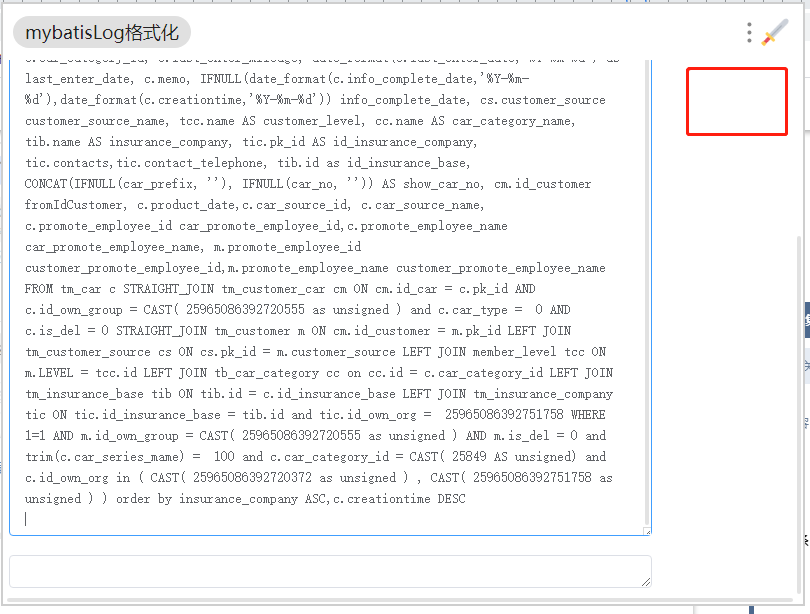 mybatisLog格式化
last_enter_date, c.memo, IFNULL(date_format(c.info_complete_date,'%Y-%m-
%d'),date_format(c.creationtime,'%Y-%m-%d')) info_complete_date, cs.customer_source
customer_source_name, tcc.name AS customer_level, cc.name AS car_category_name,
tib.name AS insurance_company, tic.pk_id AS id_insurance_company,
tic.contacts,tic.contact_telephone, tib.id as id_insurance_base,
CONCAT(IFNULL(car_prefix, ''), IFNULL(car_no, '')) AS show_car_no, cm.id_customer
fromIdCustomer, c.product_date,c.car_source_id, c.car_source_name,
c.promote_employee_id car_promote_employee_id,c.promote_employee_name
car_promote_employee_name, m.promote_employee_id
customer_promote_employee_id,m.promote_employee_name customer_promote_employee_name
FROM tm_car c STRAIGHT_JOIN tm_customer_car cm ON cm.id_car = c.pk_id AND
c.id_own_group = CAST( 25965086392720555 as unsigned ) and c.car_type =  0 AND
c.is_del = 0 STRAIGHT_JOIN tm_customer m ON cm.id_customer = m.pk_id LEFT JOIN
tm_customer_source cs ON cs.pk_id = m.customer_source LEFT JOIN member_level tcc ON
m.LEVEL = tcc.id LEFT JOIN tb_car_category cc on cc.id = c.car_category_id LEFT JOIN
tm_insurance_base tib ON tib.id = c.id_insurance_base LEFT JOIN tm_insurance_company
tic ON tic.id_insurance_base = tib.id and tic.id_own_org =  25965086392751758 WHERE
1=1 AND m.id_own_group = CAST( 25965086392720555 as unsigned ) AND m.is_del = 0 and
trim(c.car_series_mame) =  100 and c.car_category_id = CAST( 25849 AS unsigned) and
c.id_own_org in ( CAST( 25965086392720372 as unsigned ) , CAST( 25965086392751758 as
unsigned ) ) order by insurance_company ASC,c.creationtime DESC